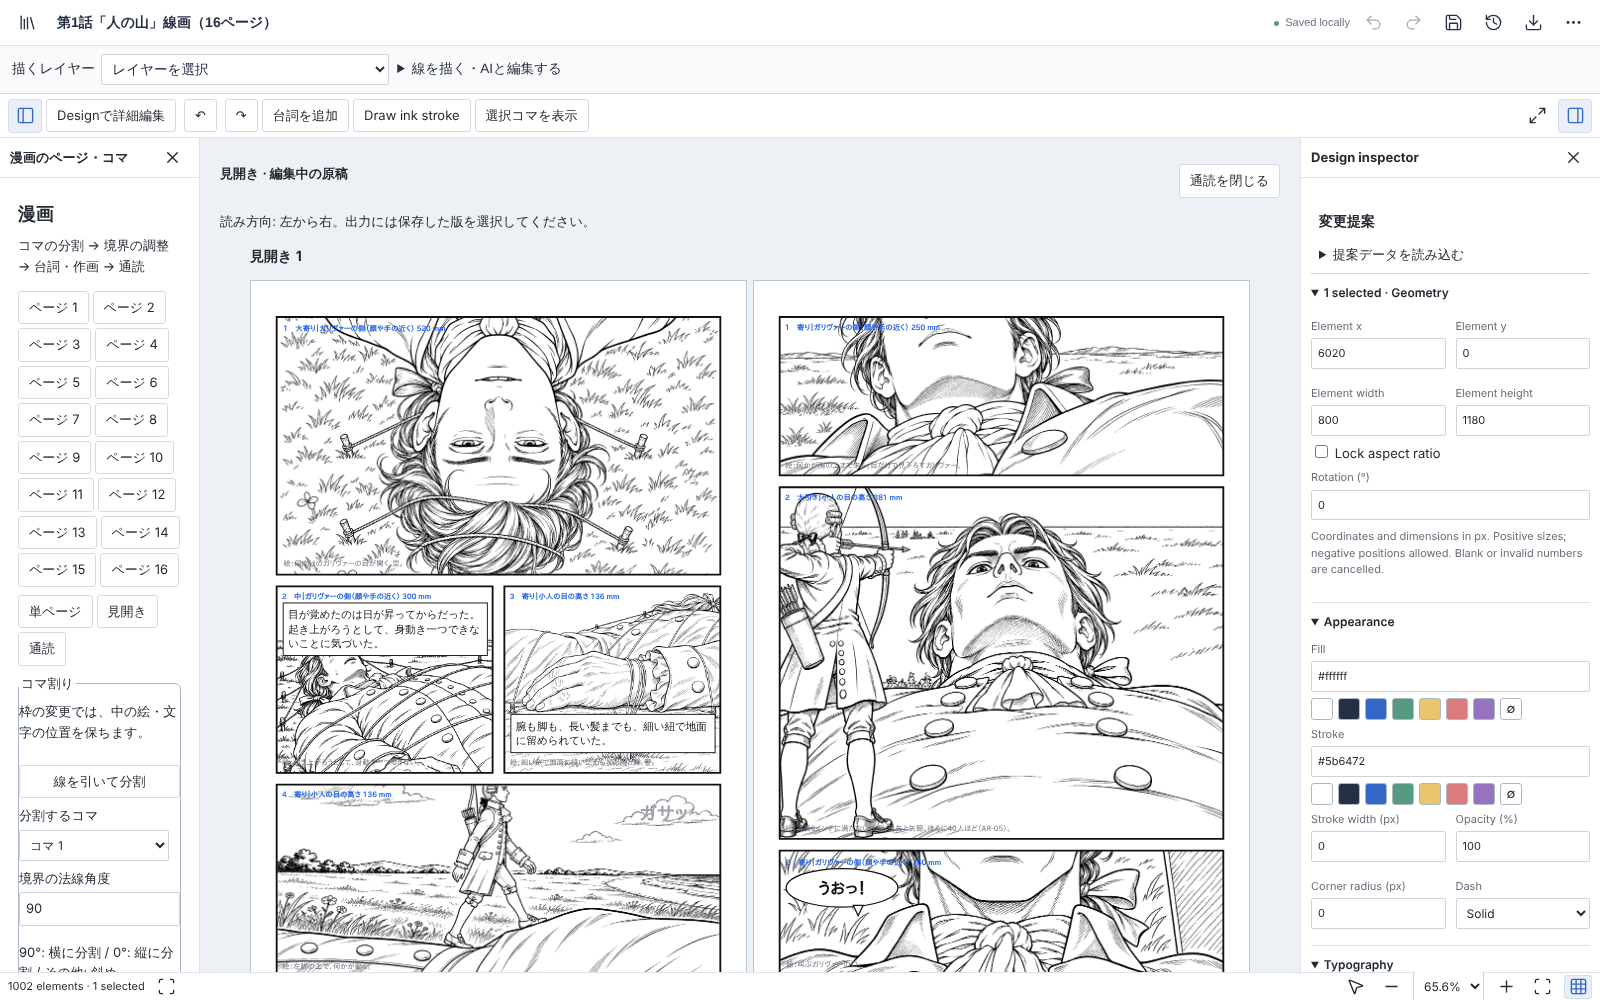 第1話「人の山」線画（16ページ）
Saved locally
描くレイヤー
レイヤーを選択
▶ 線を描く・AIと編集する
Designで詳細編集
↶
↷
台詞を追加
Draw ink stroke
選択コマを表示
漫画のページ・コマ
漫画
コマの分割 → 境界の調整
→ 台詞・作画 → 通読
ページ 1
ページ 2
ページ 3
ページ 4
ページ 5
ページ 6
ページ 7
ページ 8
ページ 9
ページ 10
ページ 11
ページ 12
ページ 13
ページ 14
ページ 15
ページ 16
単ページ
見開き
通読
コマ割り
枠の変更では、中の絵・文
字の位置を保ちます。
線を引いて分割
分割するコマ
コマ 1
境界の法線角度
90
90°: 横に分割 / 0°: 縦に分
見開き · 編集中の原稿
通読を閉じる
読み方向: 左から右。出力には保存した版を選択してください。
見開き 1
1 大寄り|ガリヴァーの側(顔や手の近く) 520 mm
2 中|ガリヴァーの側(顔や手の近く) 300 mm
目が覚めたのは日が昇ってからだった。
起き上がろうとして、身動き一つできな
いことに気づいた。
3 寄り|小人の目の高さ 136 mm
腕も脚も、長い髪までも、細い紐で地面
に留められていた。
4 寄り|小人の目の高さ 136 mm
ガサッ
1 寄り|ガリヴァーの側(顔や手の近く) 250 mm
2 大引き|小人の目の高さ 381 mm
うおっ!
Design inspector
変更提案
▶ 提案データを読み込む
▼ 1 selected · Geometry
Element x
Element y
6020
0
Element width
Element height
800
1180
Lock aspect ratio
Rotation (°)
0
Coordinates and dimensions in px. Positive sizes;
negative positions allowed. Blank or invalid numbers
are cancelled.
▼ Appearance
Fill
#ffffff
Stroke
#5b6472
Stroke width (px)
Opacity (%)
0
100
Corner radius (px)
Dash
0
Solid
▼ Typography
1002 elements · 1 selected
65.6%